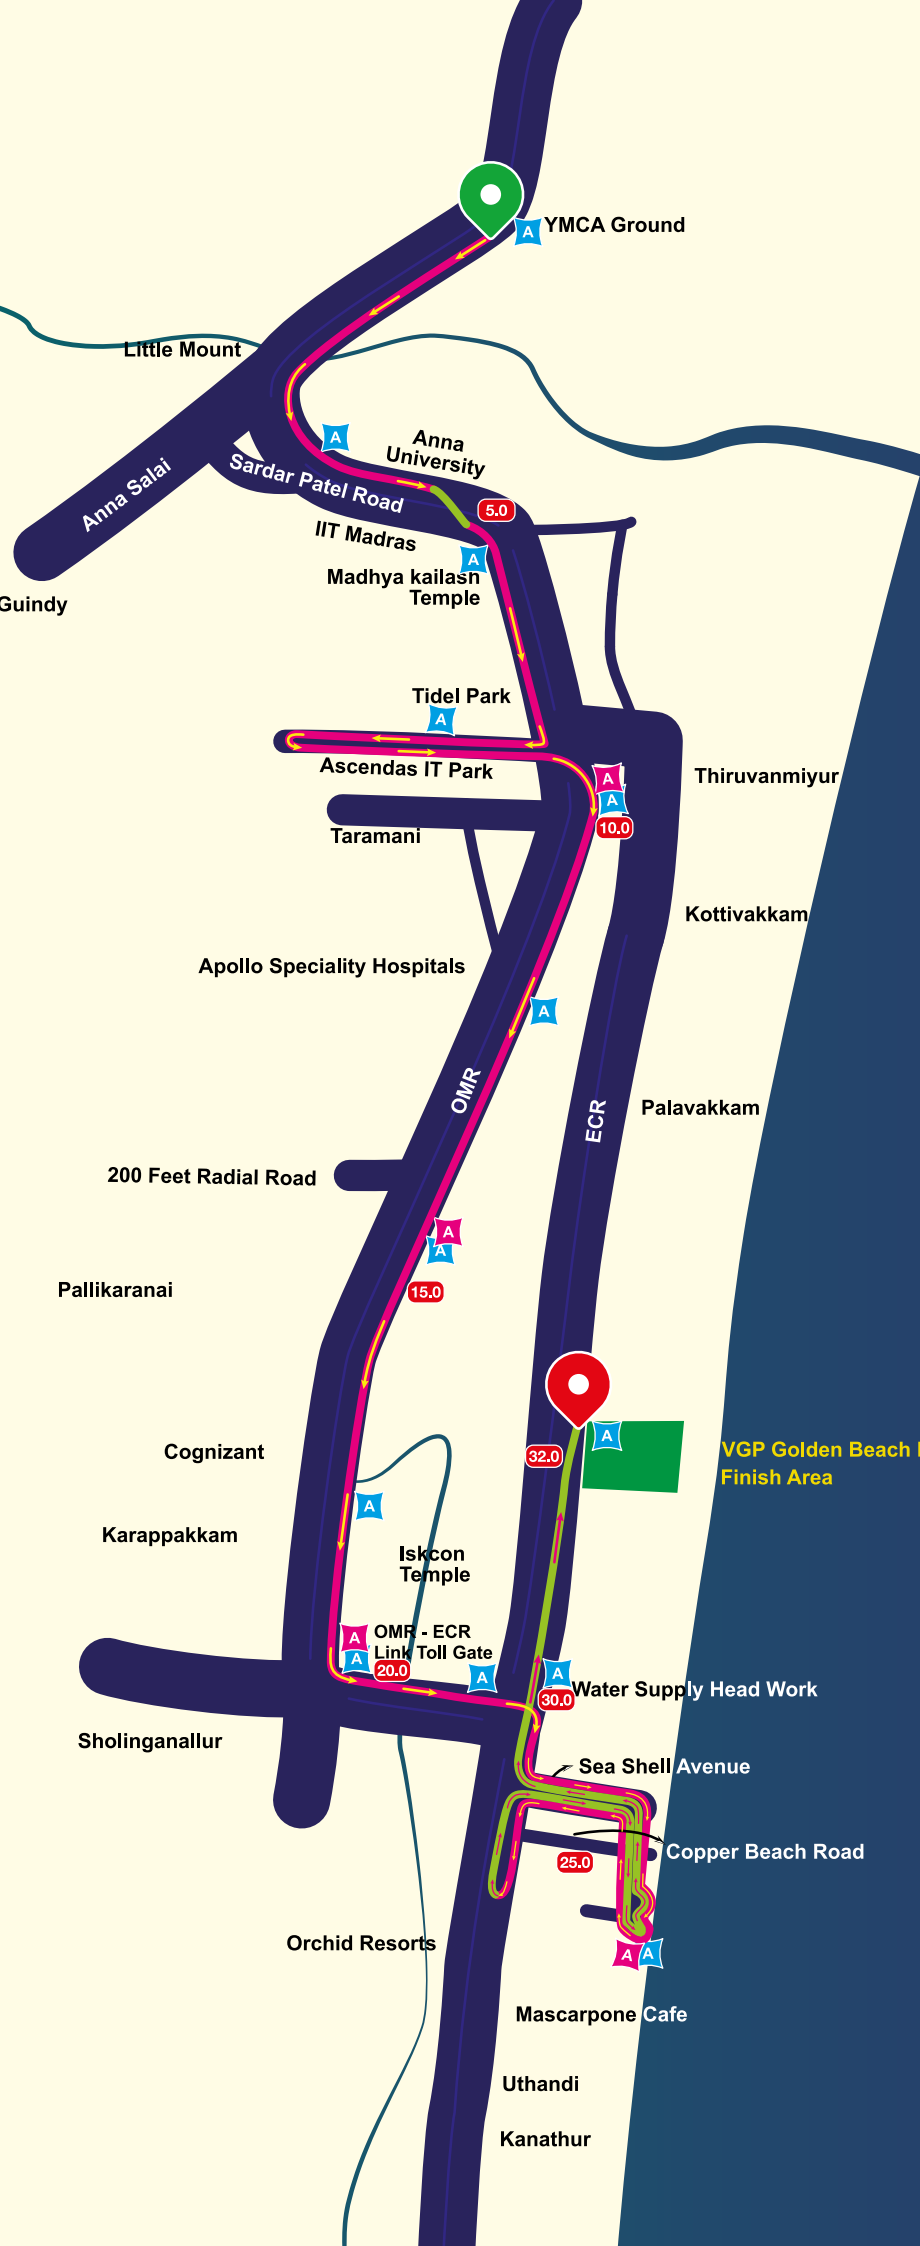 A
YMCA Ground
Little Mount
A
Anna
University
Sardar Patel Road
Anna Salai
5.0
IIT Madras
A
Madhya kailash
Temple
Guindy
Tidel Park
A
Ascendas IT Park
A
A
Thiruvanmiyur
10.0
Taramani
Kottivakkam
Apollo Speciality Hospitals
A
OMR
ECR
Palavakkam
200 Feet Radial Road
A
A
Pallikaranai
15.0
A
VGP Golden Beach
Finish Area
32.0
Cognizant
A
Karappakkam
Iskcon
Temple
A
A
OMR - ECR
Link Toll Gate
20.0
A
A
Water Supply Head Work
30.0
Sholinganallur
Sea Shell Avenue
Copper Beach Road
25.0
Orchid Resorts
A
A
Mascarpone Cafe
Uthandi
Kanathur